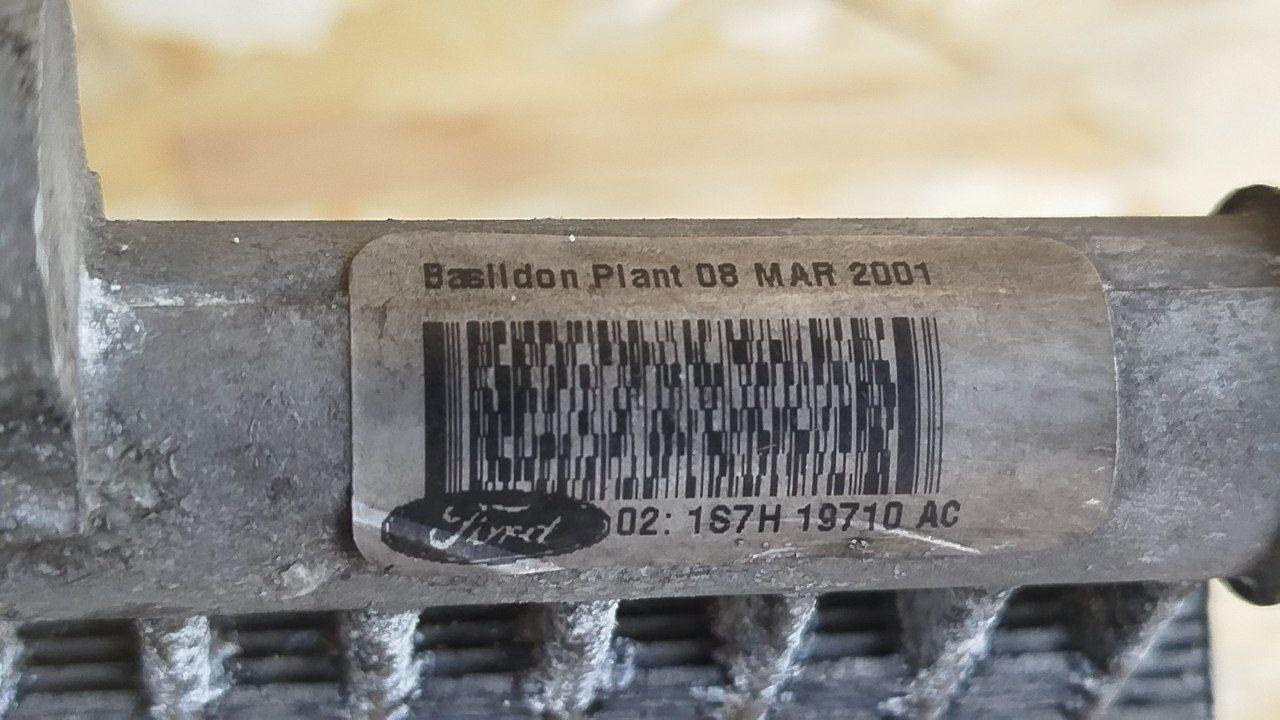 Basildon Plant 08 MAR 2001
Ford 02: 1S7H 19710 AC